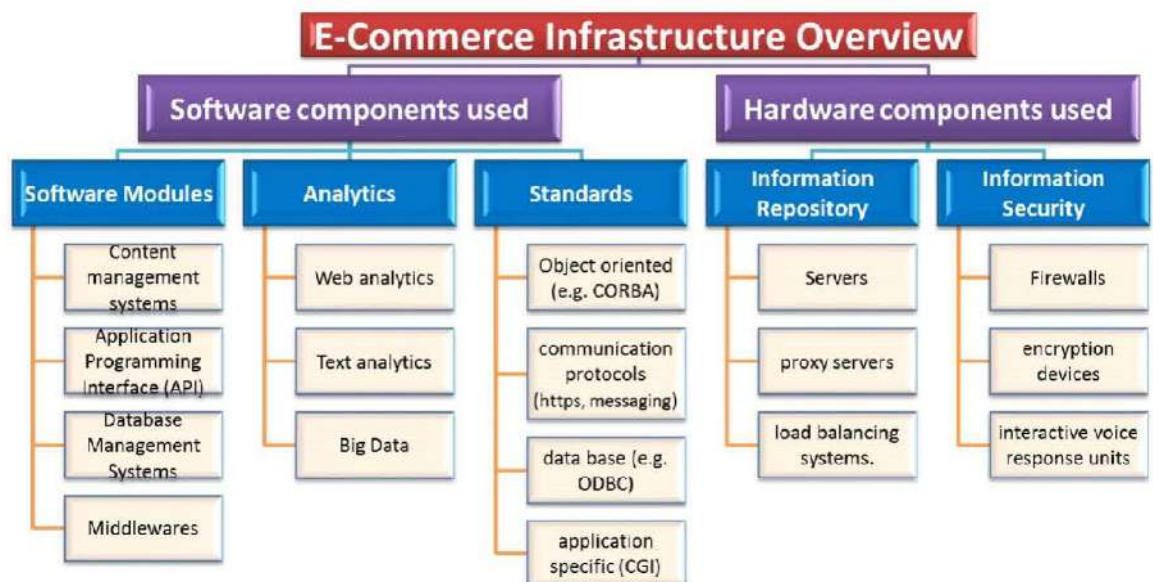 E-Commerce Infrastructure Overview
Software components used
Hardware components used
Software Modules
Analytics
Standards
Information
Repository
Information
Security
Content
management
systems
Application
Programming
Interface (API)
Database
Management
Systems
Middlewares
Web analytics
Text analytics
Big Data
Object oriented
(e.g. CORBA)
communication
protocols
(https, messaging)
data base (e.g.
ODBC)
application
specific (CGI)
Servers
proxy servers
load balancing
systems.
Firewalls
encryption
devices
interactive voice
response units